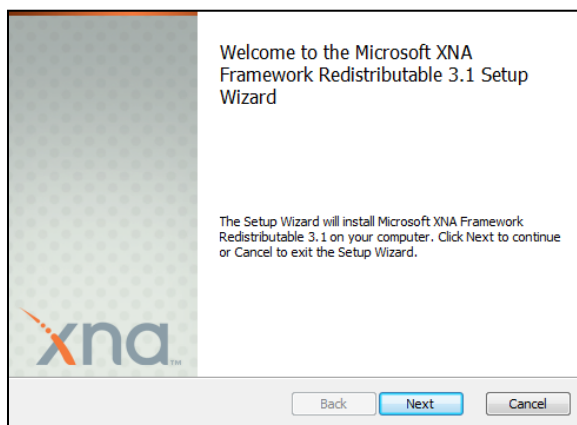 Welcome to the Microsoft XNA
Framework Redistributable 3.1 Setup
Wizard
The Setup Wizard will install Microsoft XNA Framework
Redistributable 3.1 on your computer. Click Next to continue
or Cancel to exit the Setup Wizard.
xna™
Back Next Cancel